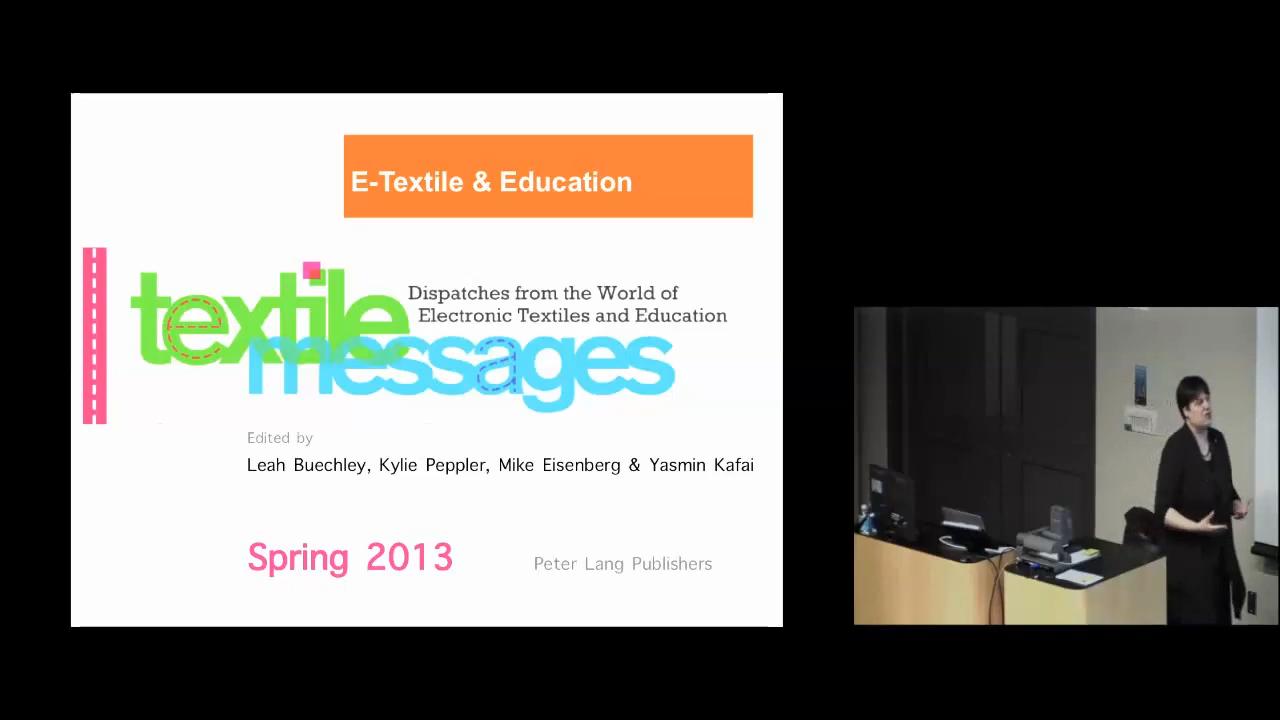 E-Textile & Education
textile
Dispatches from the World of
Electronic Textiles and Education
messages
Edited by
Leah Buechley, Kylie Peppler, Mike Eisenberg & Yasmin Kafai
Spring 2013
Peter Lang Publishers